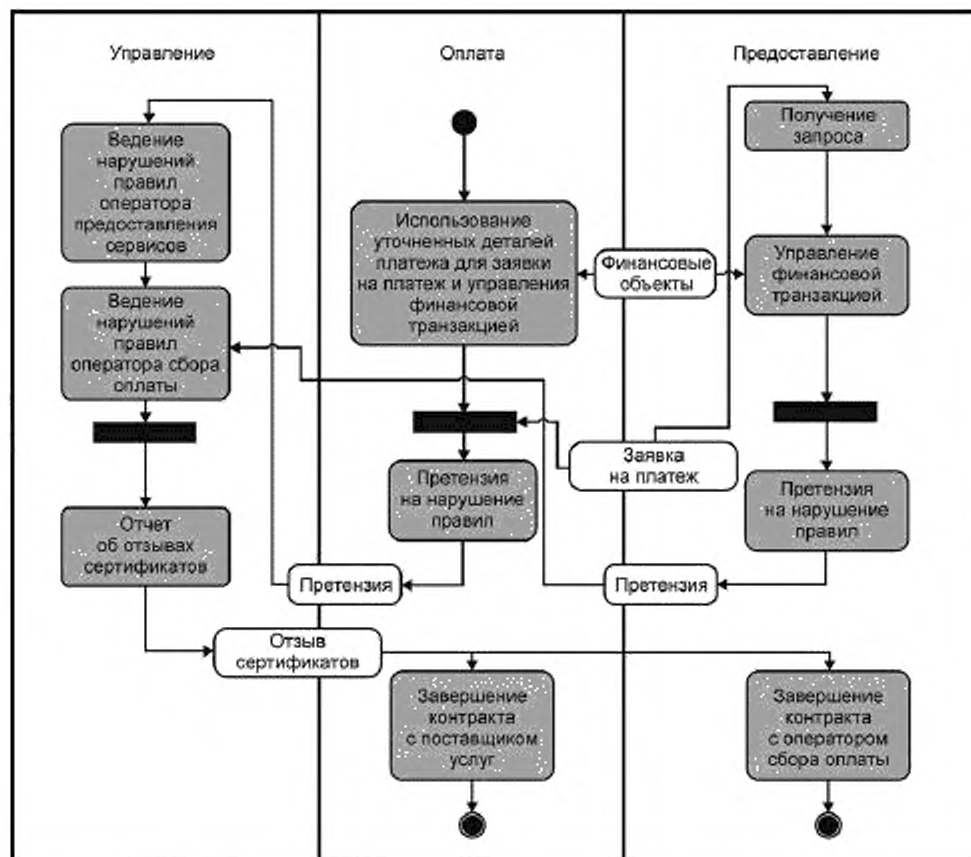 Управление
Оплата
Предоставление
Ведение
нарушений
правил
оператора
предоставления
сервисов
Ведение
нарушений
правил
оператора сбора
оплаты
Отчет
об отзывах
сертификатов
Использование
уточненных деталей
платежа для заявки
на платеж и управления
финансовой
транзакцией
Претензия
на нарушение
правил
Претензия
Отзыв
сертификатов
Завершение
контракта
с поставщиком
услуг
Финансовые
объекты
Заявка
на платеж
Претензия
Получение
запроса
Управление
финансовой
транзакцией
Претензия
на нарушение
правил
Завершение
контракта
с оператором
сбора оплаты